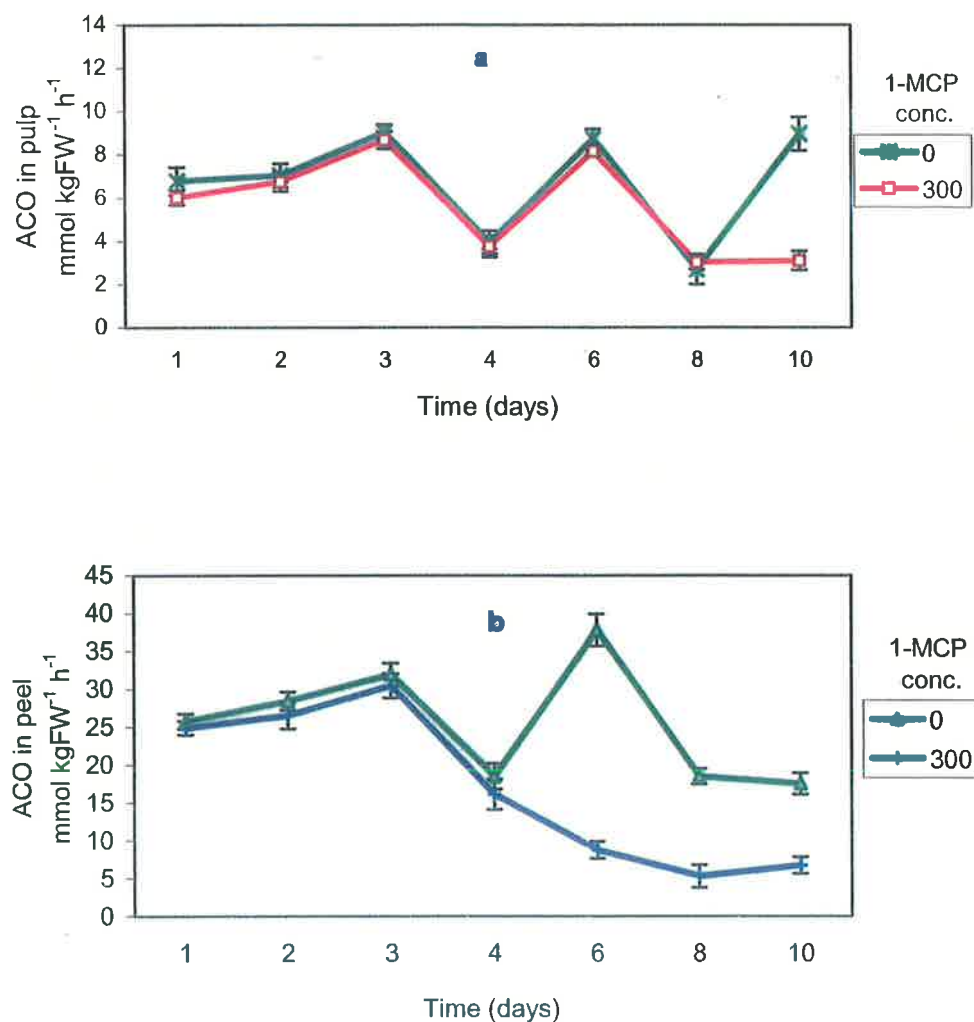 a
ACO in pulp
mmol kgFW⁻¹ h⁻¹
14
12
10
8
6
4
2
0
1 2 3 4 6 8 10
Time (days)
1-MCP
conc.
0
300
b
ACO in peel
mmol kgFW⁻¹ h⁻¹
45
40
35
30
25
20
15
10
5
0
1 2 3 4 6 8 10
Time (days)
1-MCP
conc.
0
300